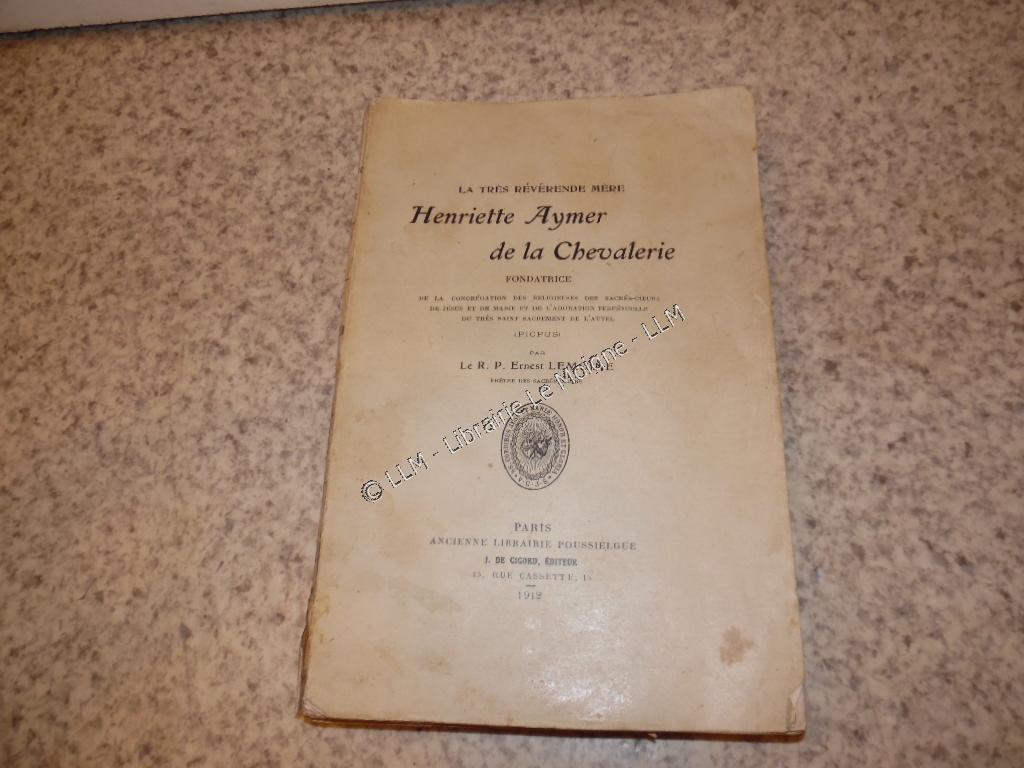 LA TRÈS RÉVÉRENDE MÈRE
Henriette Aymer
de la Chevalerie
FONDATRICE
DE LA CONGRÉGATION DES RELIGIEUSES DES SACRÉS-CŒURS
DE JÉSUS ET DE MARIE ET DE L'ADORATION PERPÉTUELLE
DU TRÈS SAINT SACREMENT DE L'AUTEL
(PICPUS)
PAR
Le R. P. Ernest
PRÊTRE DES SACRÉS
© LLM - Librairie Le Moigne - LLM
PARIS
ANCIENNE LIBRAIRIE POUSSIELGUE
J. DE GIGORD, ÉDITEUR
15, RUE CASSETTE, 15
1912